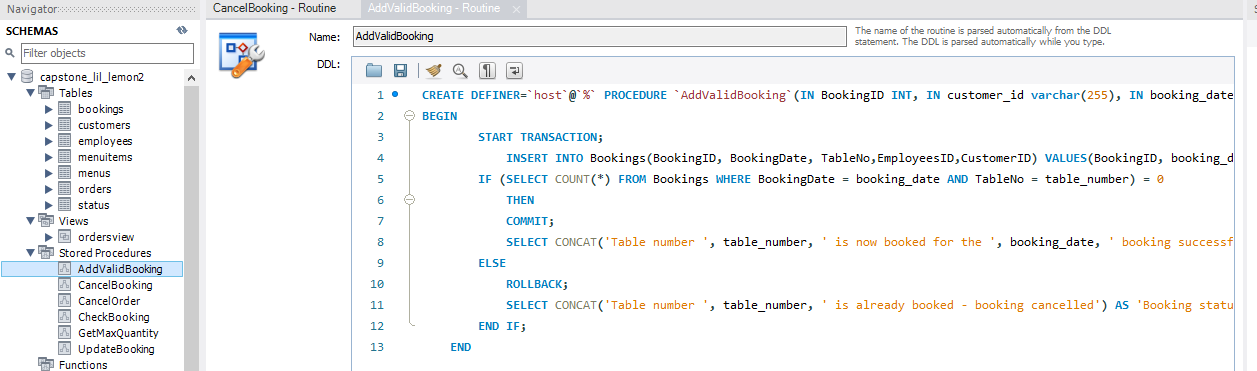 Navigator
SCHEMAS
Filter objects
capstone_lil_lemon2
Tables
bookings
customers
employees
menuitems
menus
orders
status
Views
ordersview
Stored Procedures
AddValidBooking
CancelBooking
CancelOrder
CheckBooking
GetMaxQuantity
UpdateBooking
Functions
CancelBooking - Routine
AddValidBooking - Routine
Name: AddValidBooking
The name of the routine is parsed automatically from the DDL
statement. The DDL is parsed automatically while you type.
DDL:
1 CREATE DEFINER=`host`@`%` PROCEDURE `AddValidBooking`(IN BookingID INT, IN customer_id varchar(255), IN booking_date
2 BEGIN
3 START TRANSACTION;
4 INSERT INTO Bookings(BookingID, BookingDate, TableNo,EmployeesID,CustomerID) VALUES(BookingID, booking_d
5 IF (SELECT COUNT(*) FROM Bookings WHERE BookingDate = booking_date AND TableNo = table_number) = 0
6 THEN
7 COMMIT;
8 SELECT CONCAT('Table number ', table_number, ' is now booked for the ', booking_date, ' booking successf
9 ELSE
10 ROLLBACK;
11 SELECT CONCAT('Table number ', table_number, ' is already booked - booking cancelled') AS 'Booking statu
12 END IF;
13 END